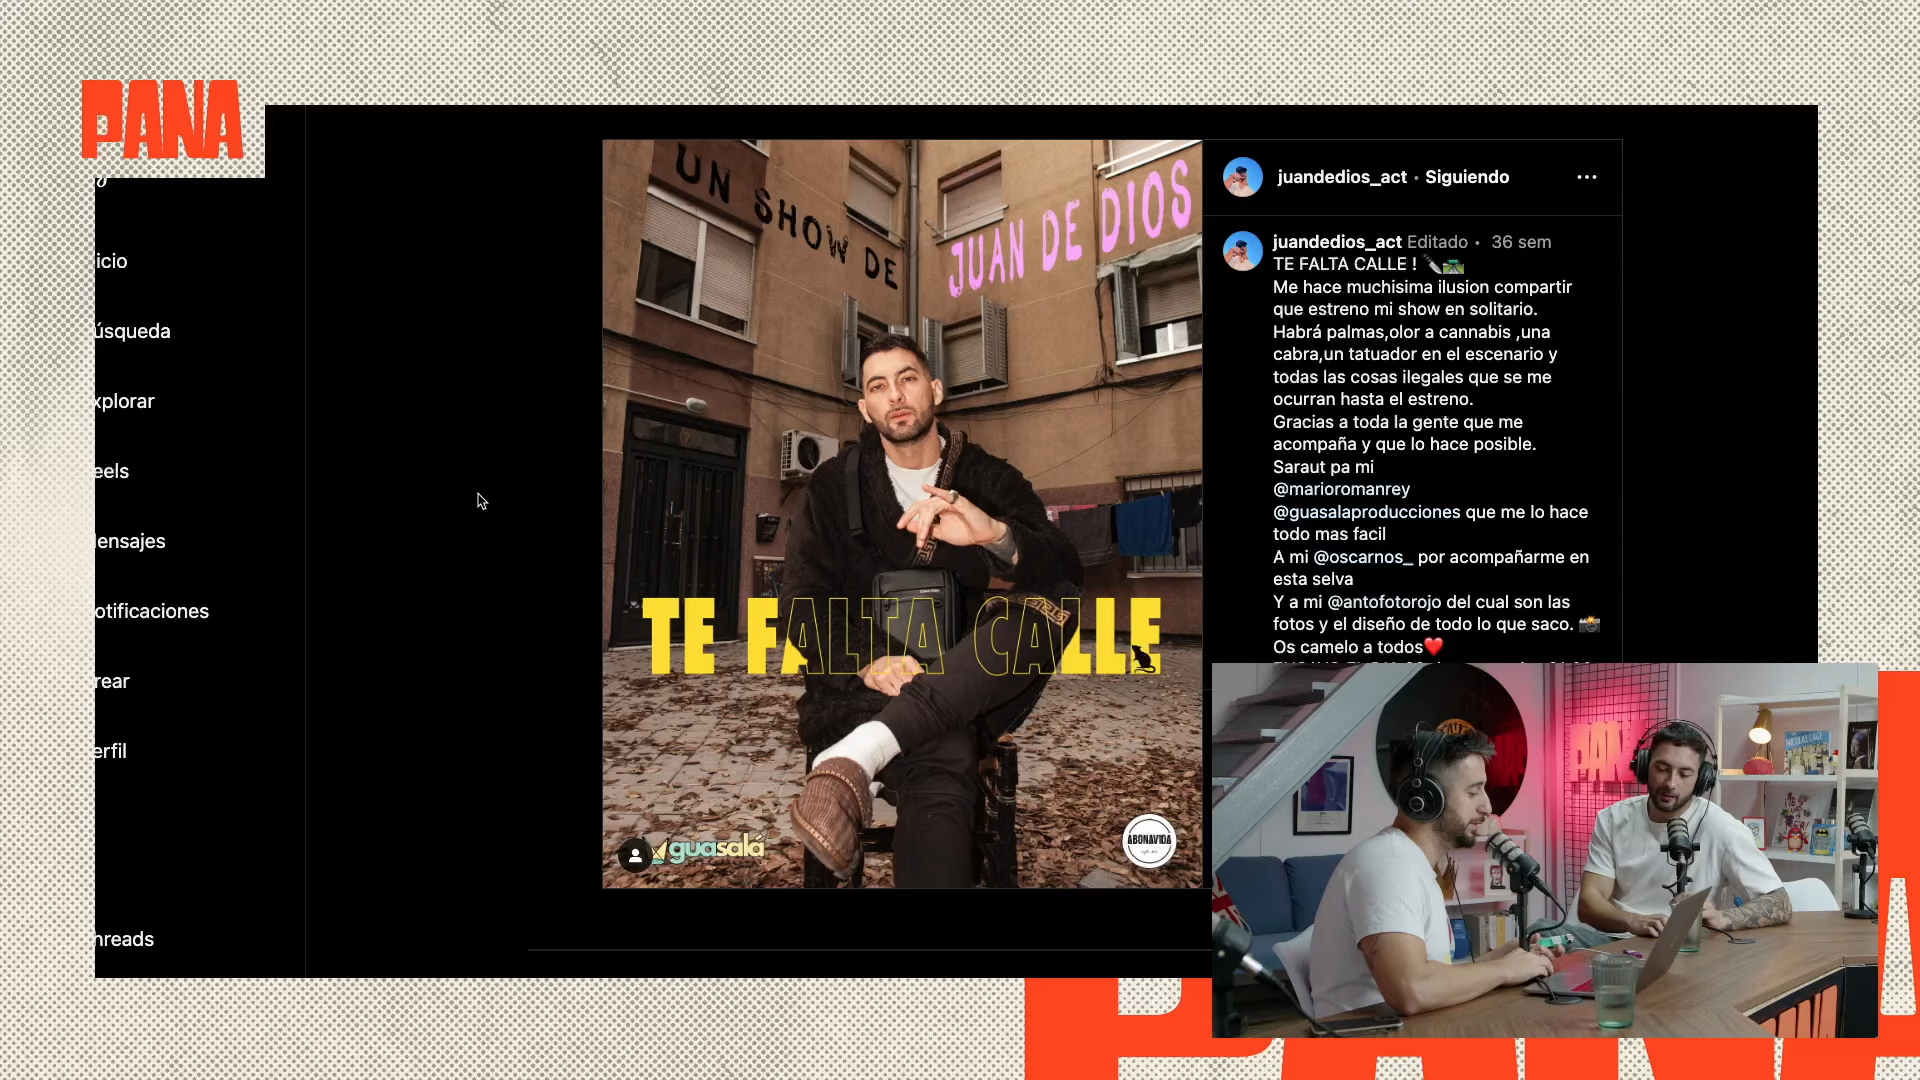 PANA
icio
úsqueda
xplorar
eels
ensajes
otificaciones
rear
erfil
hreads
UN SHOW DE
JUAN DE DIOS
TE FALTA CALLE
guasalá
ABONAVIDA
juandedios_act • Siguiendo
juandedios_act Editado • 36 sem
TE FALTA CALLE ! 🔪🛣️
Me hace muchisima ilusion compartir
que estreno mi show en solitario.
Habrá palmas,olor a cannabis ,una
cabra,un tatuador en el escenario y
todas las cosas ilegales que se me
ocurran hasta el estreno.
Gracias a toda la gente que me
acompaña y que lo hace posible.
Saraut pa mi
@marioromanrey
@guasalaproducciones que me lo hace
todo mas facil
A mi @oscarnos_ por acompañarme en
esta selva
Y a mi @antofotorojo del cual son las
fotos y el diseño de todo lo que saco. 📸
Os camelo a todos❤️
PANA
NICOLAS CAGE
PANA